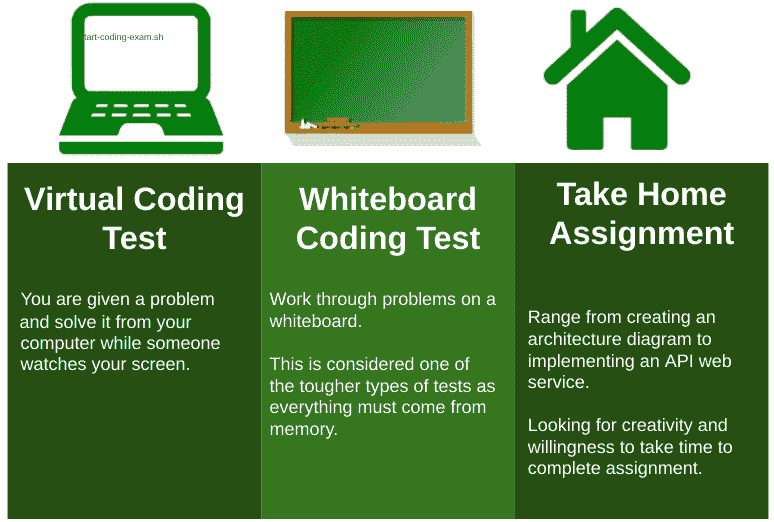 tart-coding-exam.sh
Virtual Coding
Test
You are given a problem
and solve it from your
computer while someone
watches your screen.
Whiteboard
Coding Test
Work through problems on a
whiteboard.
This is considered one of
the tougher types of tests as
everything must come from
memory.
Take Home
Assignment
Range from creating an
architecture diagram to
implementing an API web
service.
Looking for creativity and
willingness to take time to
complete assignment.